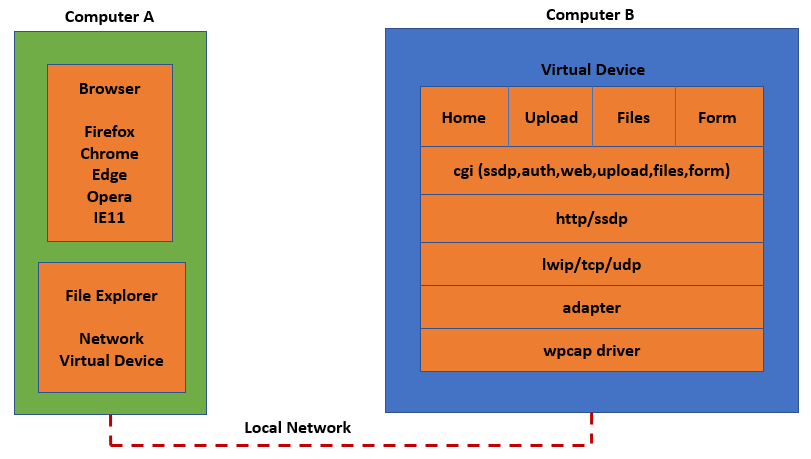 Computer A
Browser
Firefox
Chrome
Edge
Opera
IE11
File Explorer
Network
Virtual Device
Computer B
Virtual Device
Home Upload Files Form
cgi (ssdp,auth,web,upload,files,form)
http/ssdp
lwip/tcp/udp
adapter
wpcap driver
Local Network